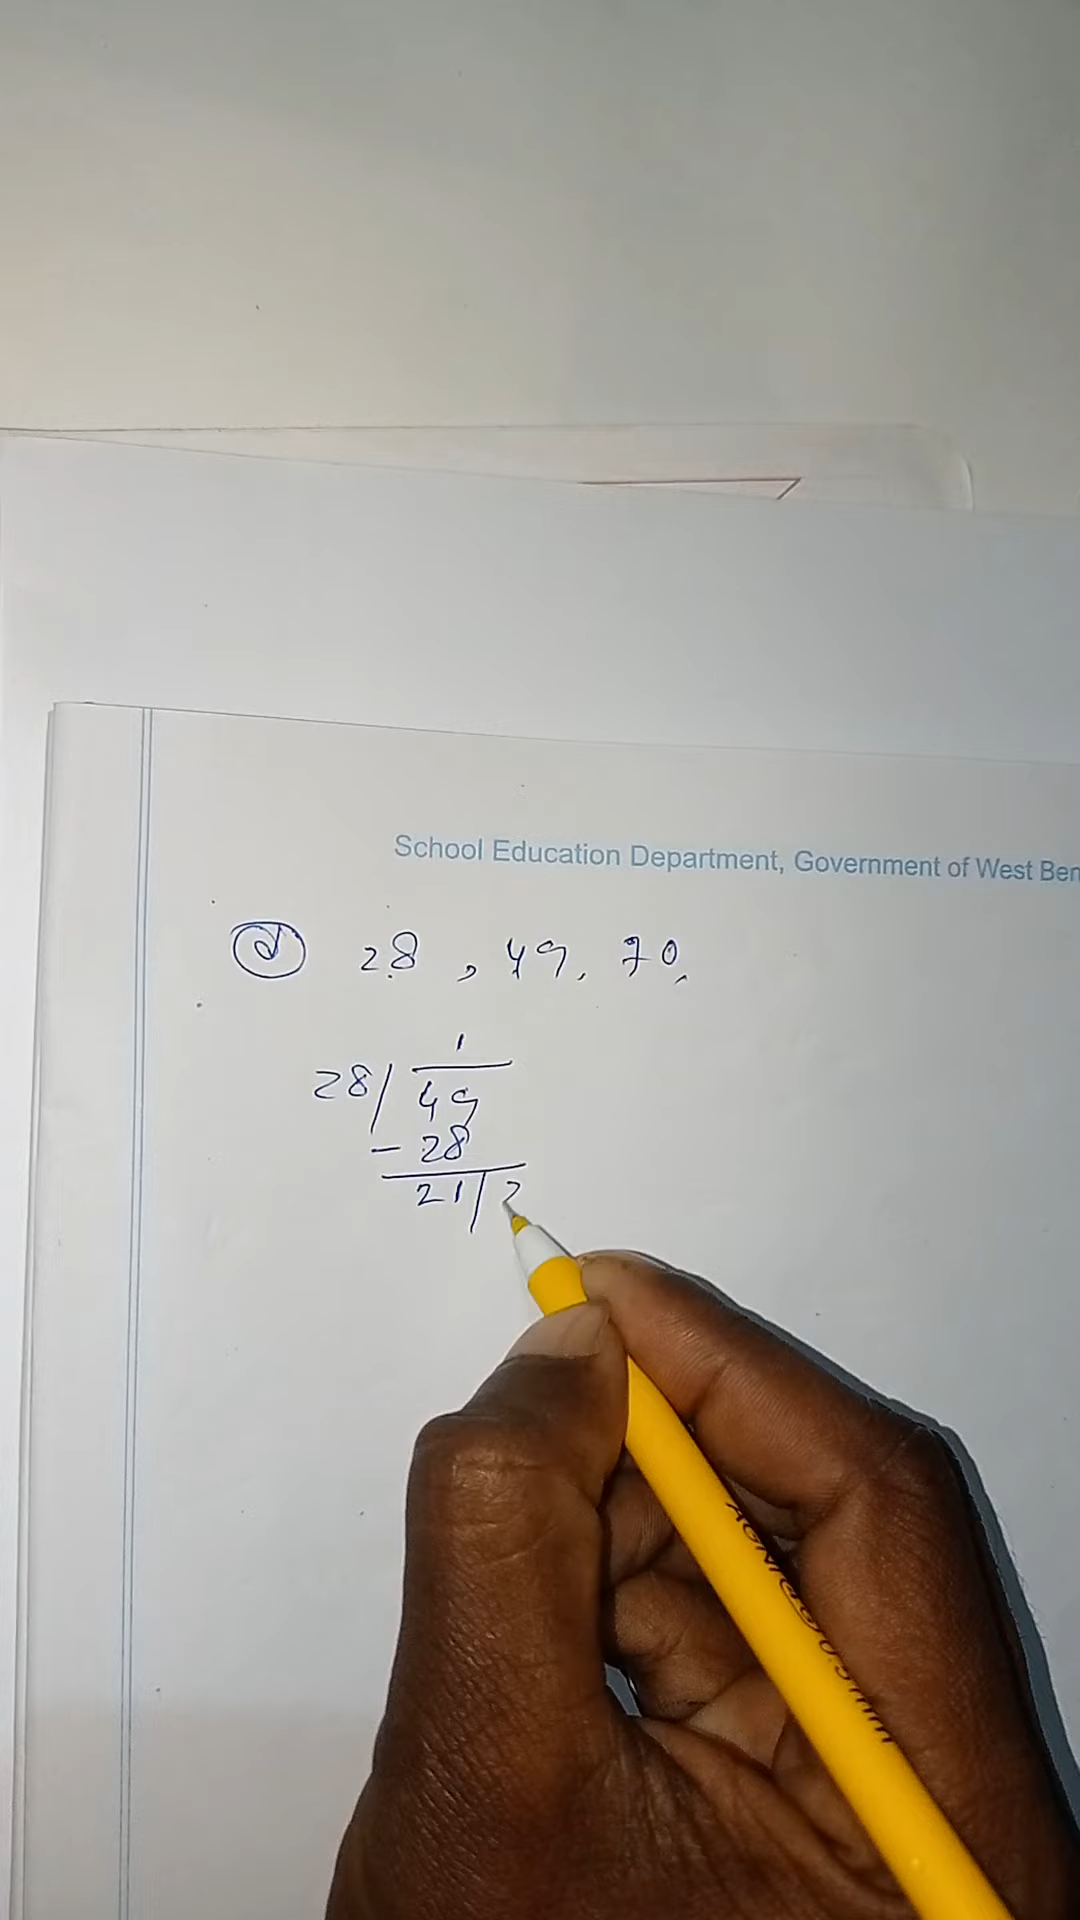 School Education Department, Government of West Ben
d 28, 49, 70,
1
28/ 49
- 28
21/2